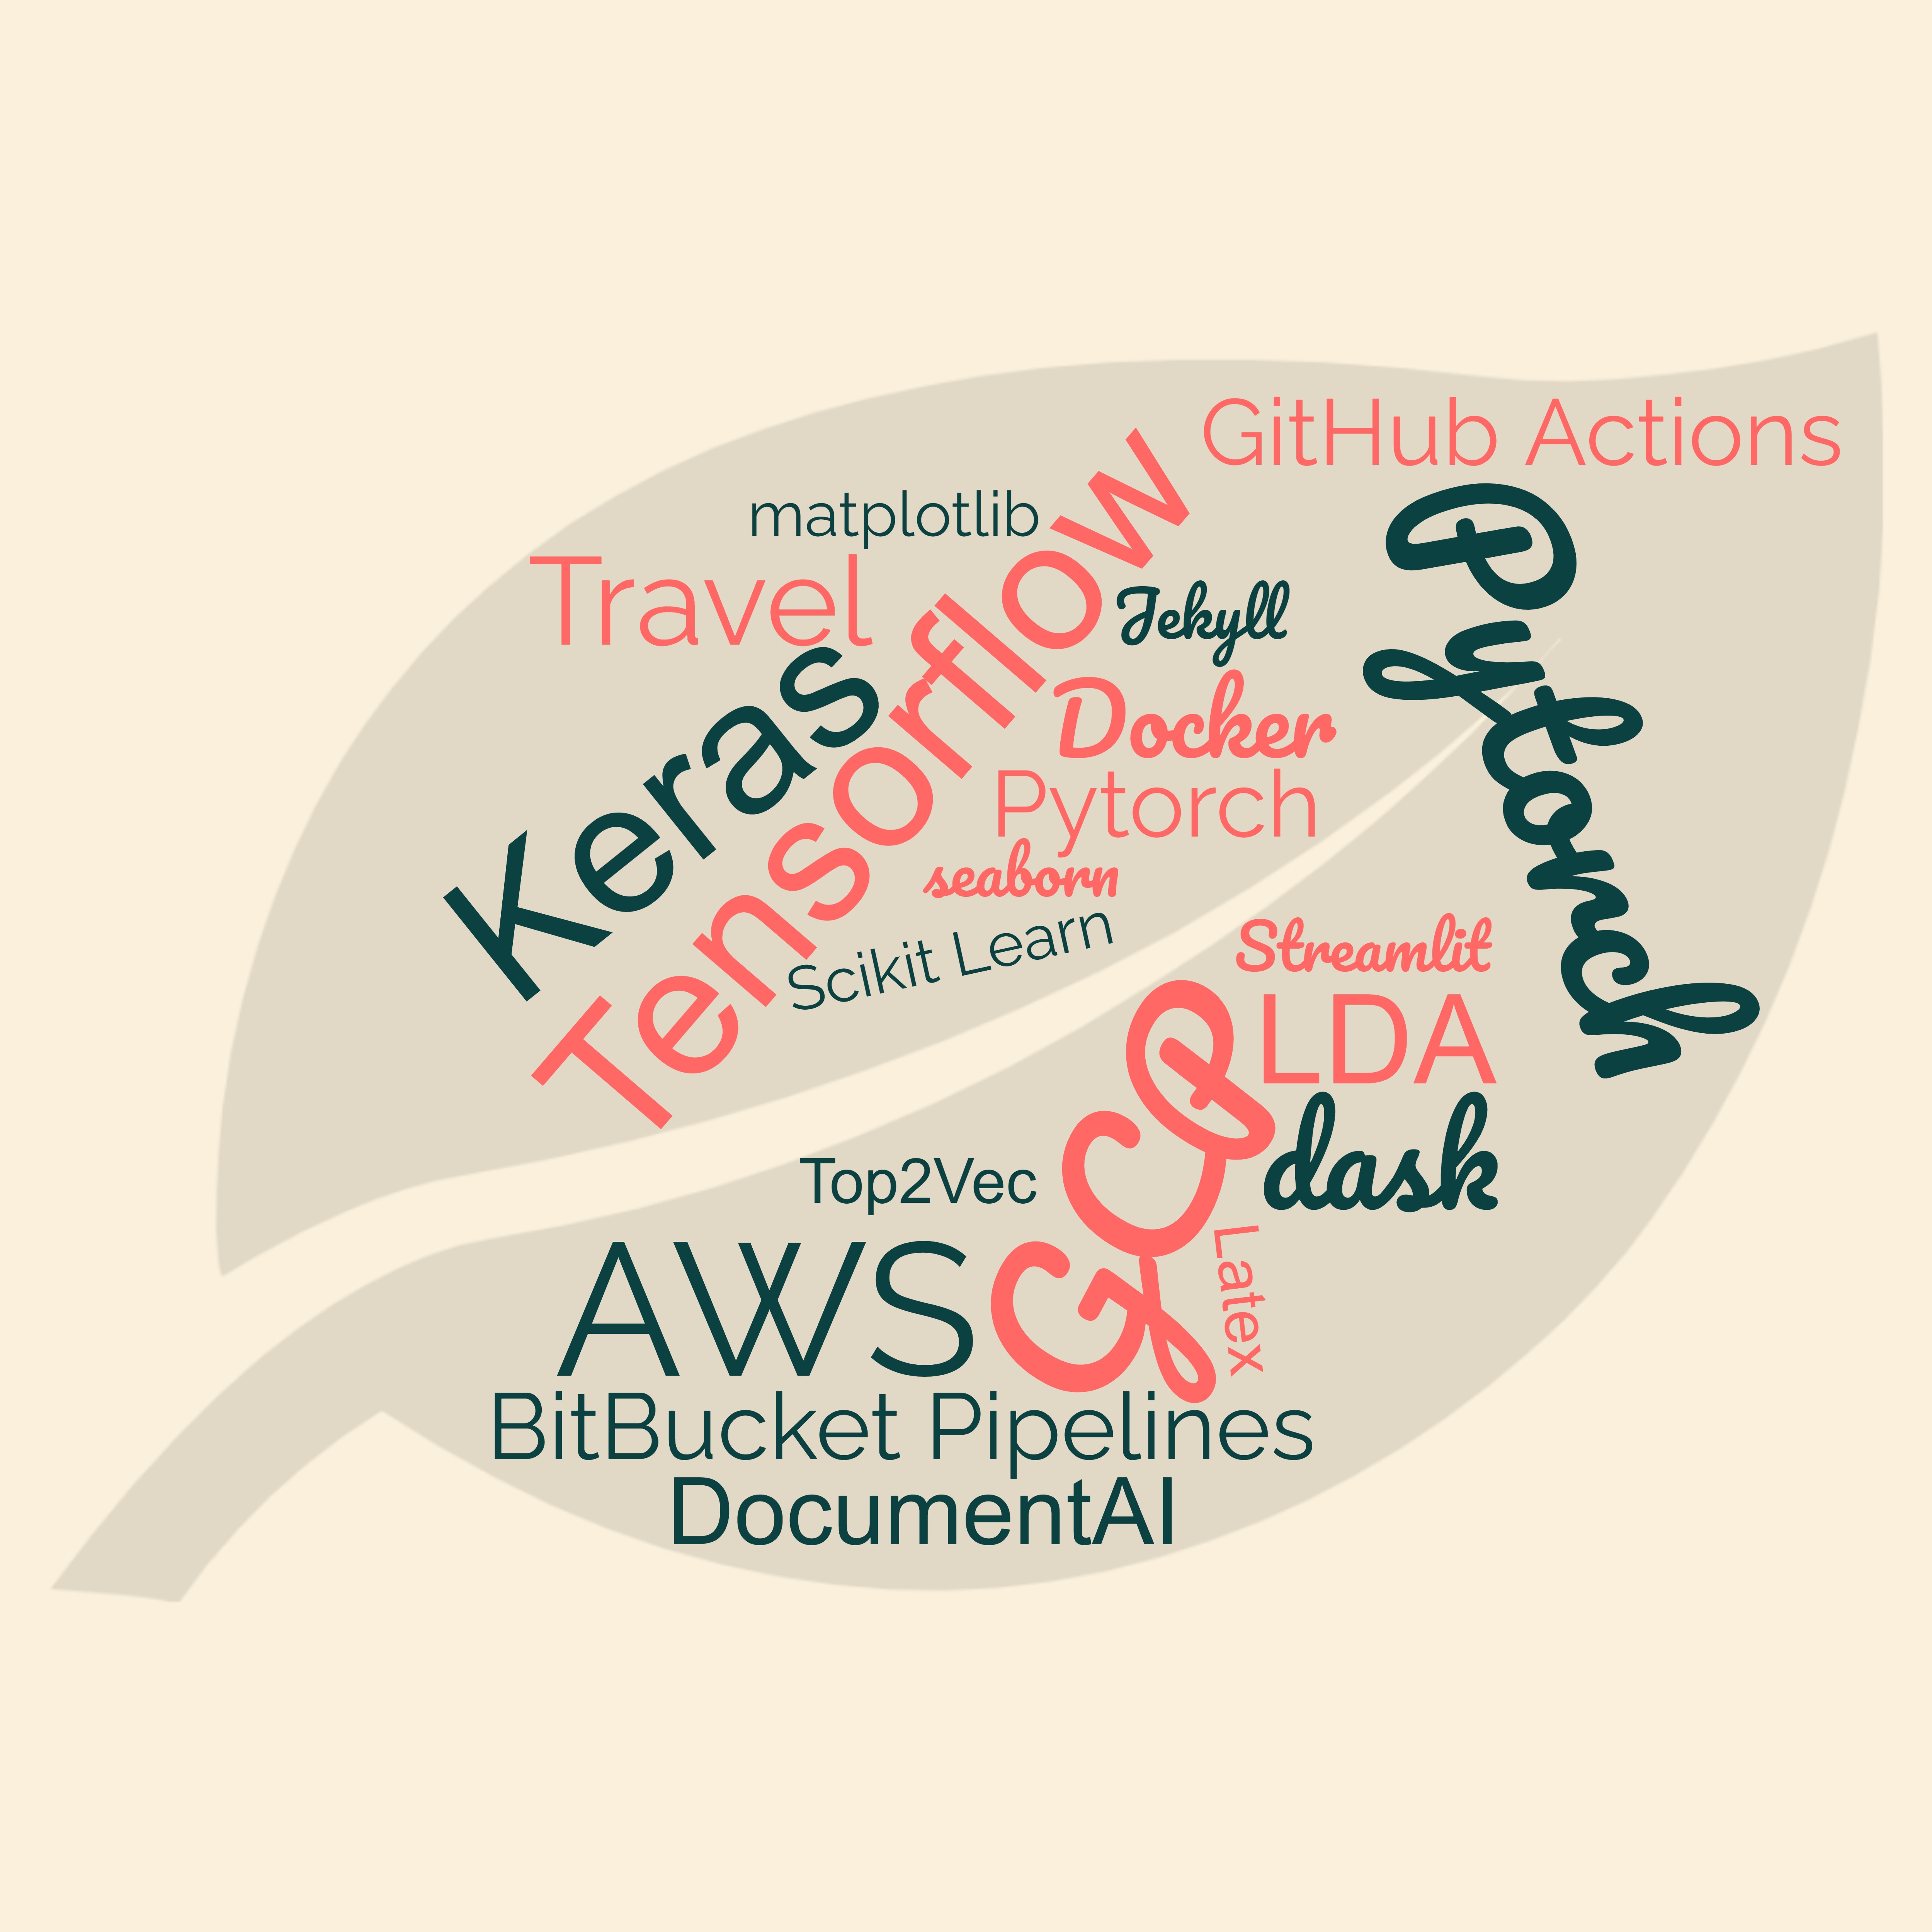 GitHub Actions
matplotlib
Travel
Tensorflow
Jekyll
Pytorch
Keras
Docker
Pytorch
seaborn
Scikit Learn
Streamlit
LDA
GCP
dask
Top2Vec
AWS
Latex
BitBucket Pipelines
DocumentAI